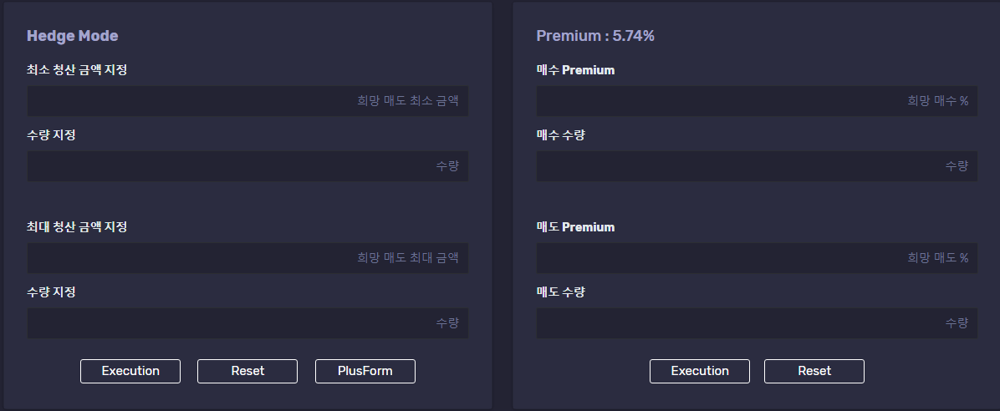 Hedge Mode
최소 청산 금액 지정
희망 매도 최소 금액
수량 지정
수량
최대 청산 금액 지정
희망 매도 최대 금액
수량 지정
수량
Execution Reset PlusForm
Premium : 5.74%
매수 Premium
희망 매수 %
매수 수량
수량
매도 Premium
희망 매도 %
매도 수량
수량
Execution Reset